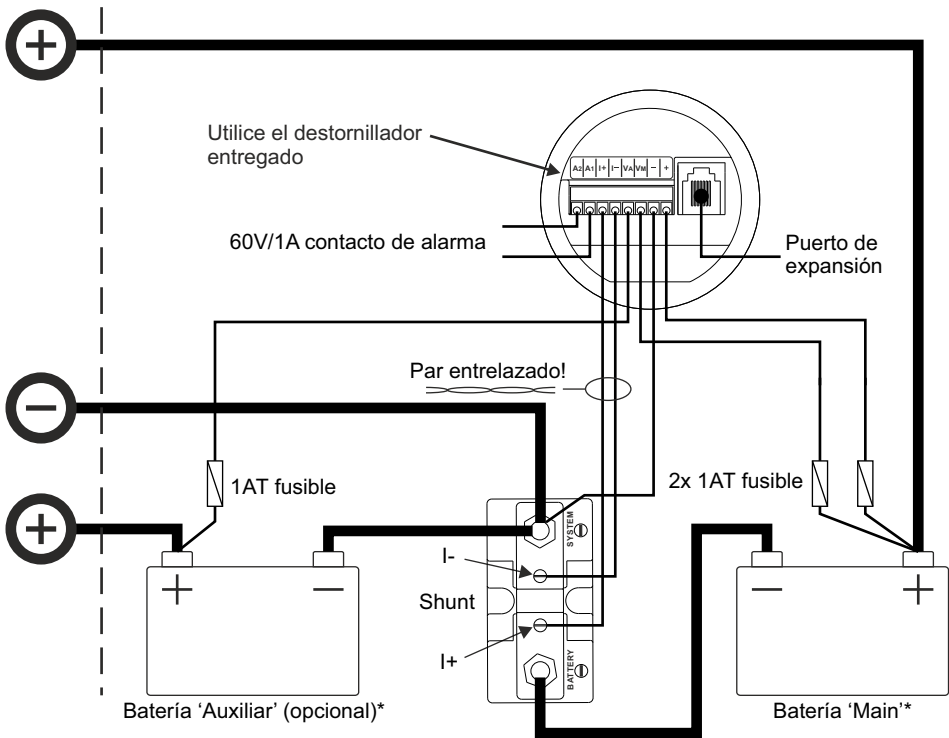 +
Utilice el destornillador
entregado
A2 A1 I+ I− VA VM − +
60V/1A contacto de alarma
Puerto de
expansión
Par entrelazado!
−
1AT fusible
2x 1AT fusible
+
SYSTEM
I-
Shunt
I+
BATTERY
+ −
− +
Batería ‘Auxiliar’ (opcional)*
Batería ‘Main’*